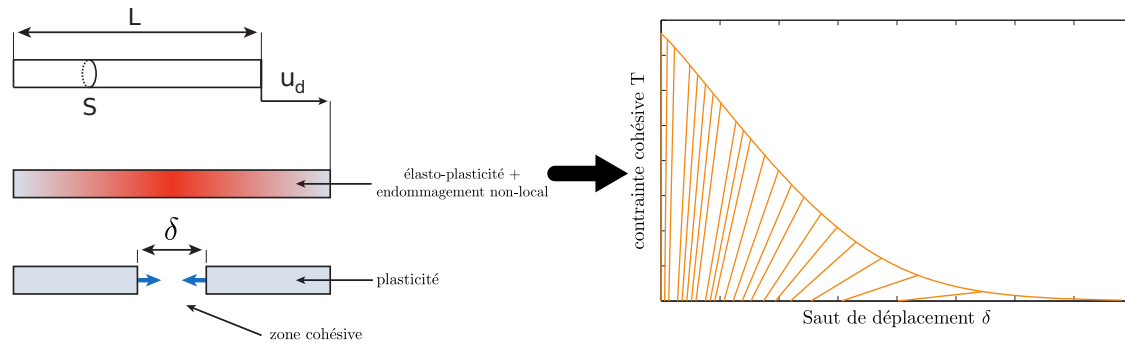 L
S
u_d
élasto-plasticité +
endommagement non-local
δ
plasticité
zone cohésive
contrainte cohésive T
Saut de déplacement δ